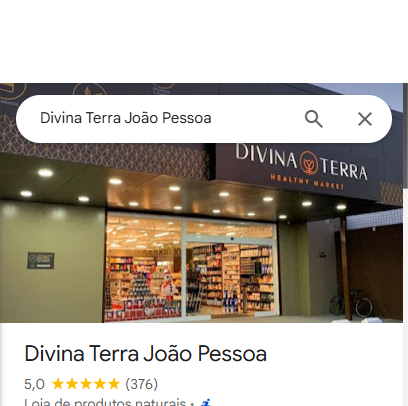 Divina Terra João Pessoa
DIVINA TERRA
HEALTHY MARKET
Divina Terra João Pessoa
5,0 (376)
Loja de produtos naturais ·